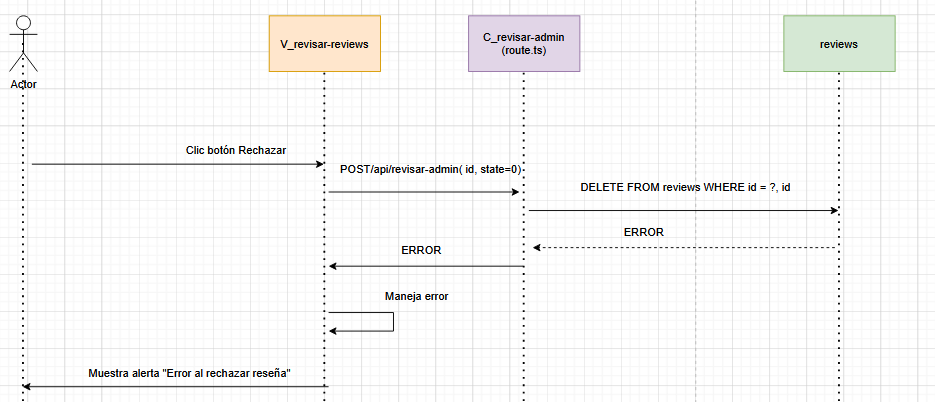 Actor
V_revisar-reviews
C_revisar-admin
(route.ts)
reviews
Clic botón Rechazar
POST/api/revisar-admin( id, state=0)
DELETE FROM reviews WHERE id = ?, id
ERROR
ERROR
Maneja error
Muestra alerta "Error al rechazar reseña"